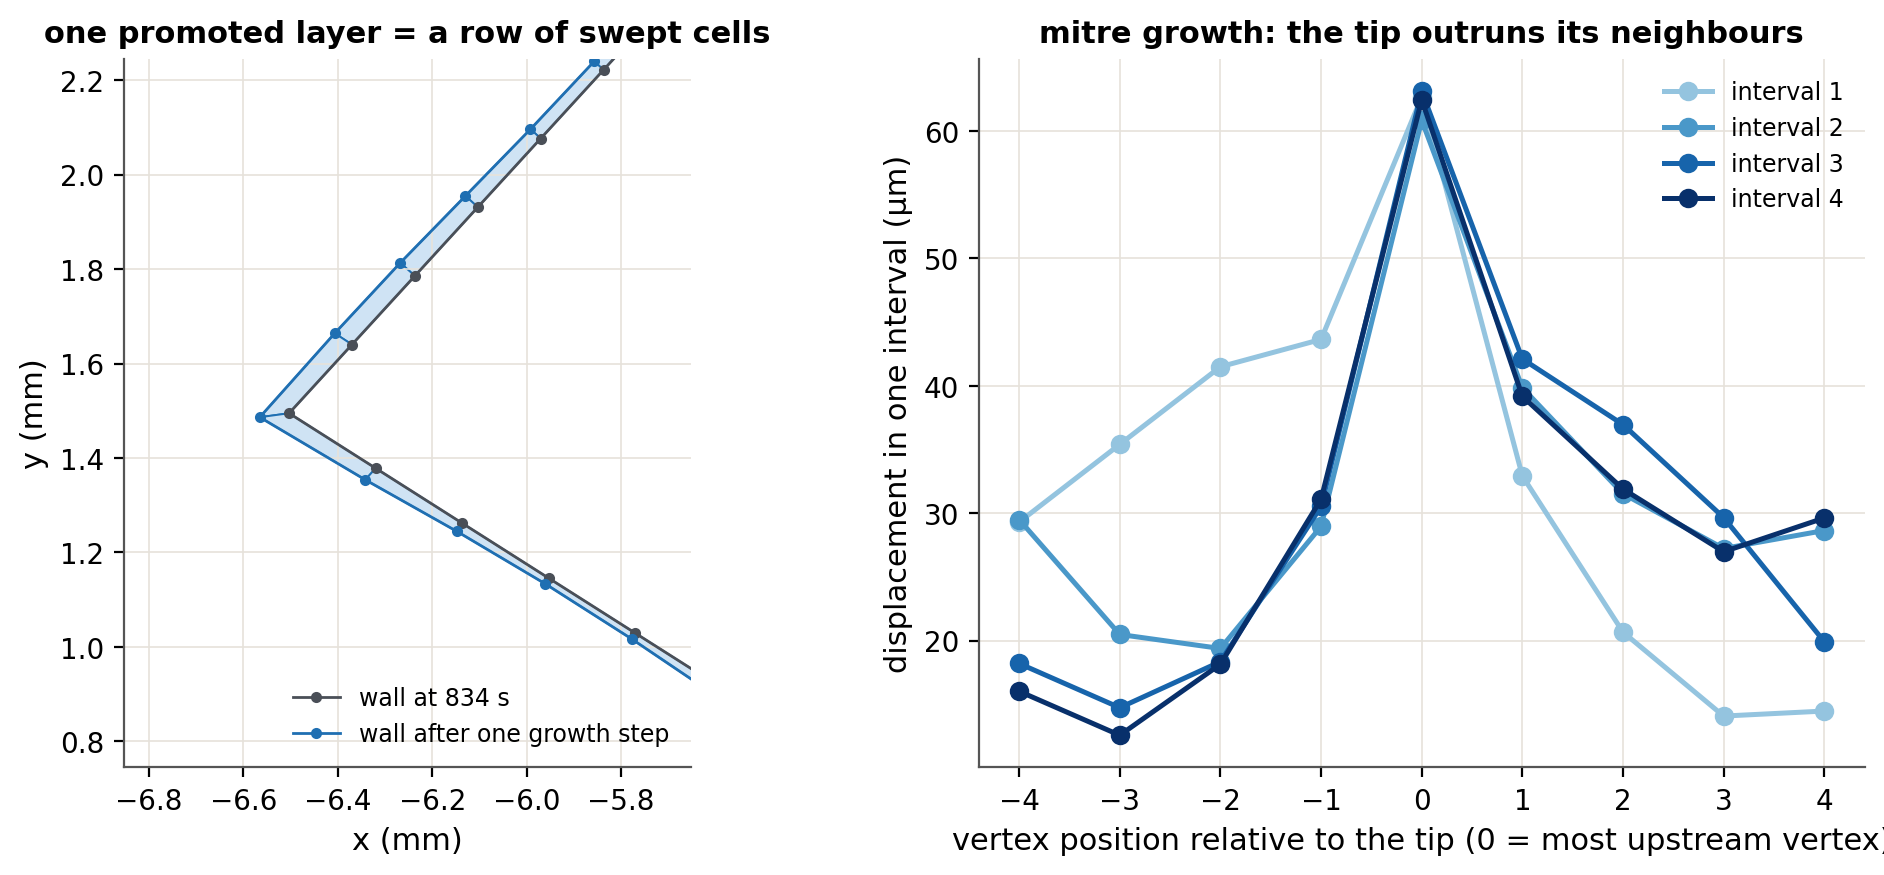 one promoted layer = a row of swept cells
y (mm)
2.2
2.0
1.8
1.6
1.4
1.2
1.0
0.8
wall at 834 s
wall after one growth step
−6.8 −6.6 −6.4 −6.2 −6.0 −5.8
x (mm)
mitre growth: the tip outruns its neighbours
displacement in one interval (µm)
60
50
40
30
20
interval 1
interval 2
interval 3
interval 4
−4 −3 −2 −1 0 1 2 3 4
vertex position relative to the tip (0 = most upstream vertex)